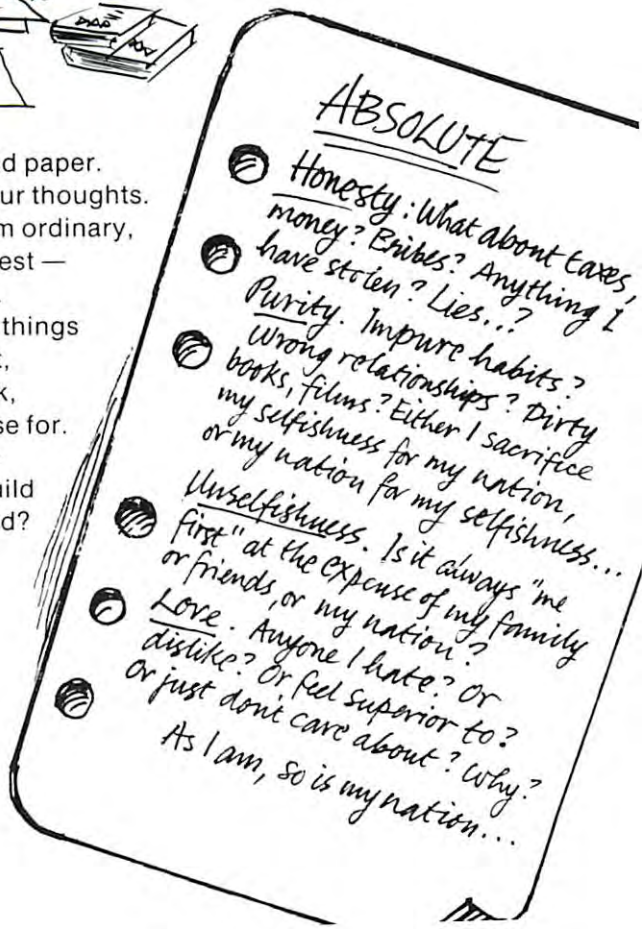 d paper.
ur thoughts.
m ordinary,
est —
things
t,
k,
se for.
ild
d?
ABSOLUTE
Honesty: What about taxes,
money? Bribes? Anything I
have stolen? Lies...?
Purity. Impure habits?
Wrong relationships? Dirty
books, films? Either I sacrifice
my selfishness for my nation,
or my nation for my selfishness...
Unselfishness. Is it always "me
first" at the expense of my family
or friends, or my nation?
Love. Anyone I hate? Or
dislike? Or feel superior to?
Or just don't care about? Why?
As I am, so is my nation...